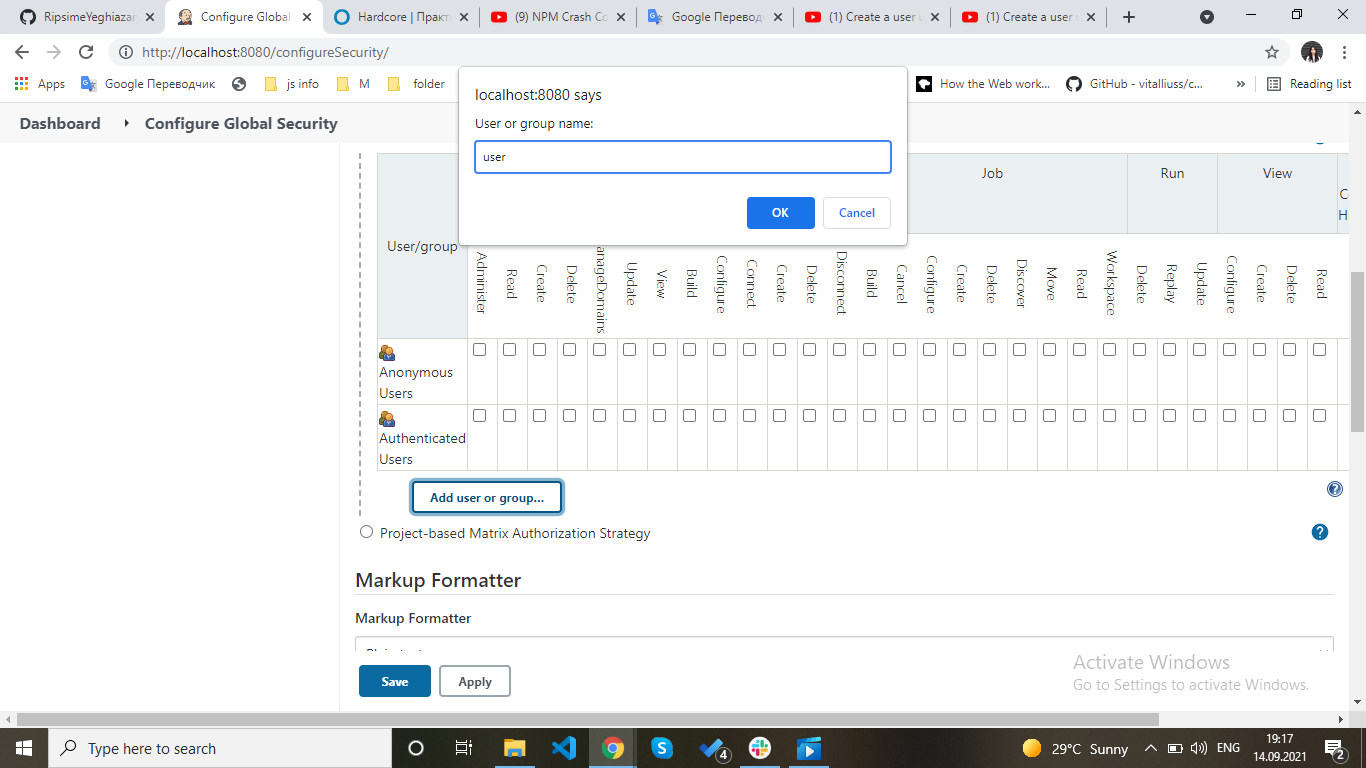 RipsimeYeghiazar
Configure Global
Hardcore | Практ
(9) NPM Crash Co
Google Перевод
(1) Create a user u
(1) Create a user
http://localhost:8080/configureSecurity/
Apps
Google Переводчик
js info
M
folder
How the Web work...
GitHub - vitalliuss/c...
»
Reading list
Dashboard
Configure Global Security
localhost:8080 says
User or group name:
user
OK
Cancel
User/group
Job
Run
View
Administer
Read
Create
Delete
anageDomains
Update
View
Build
Configure
Connect
Create
Delete
Disconnect
Build
Cancel
Configure
Create
Delete
Discover
Move
Read
Workspace
Delete
Replay
Update
Configure
Create
Delete
Read
Anonymous
Users
Authenticated
Users
Add user or group...
Project-based Matrix Authorization Strategy
Markup Formatter
Markup Formatter
Save
Apply
Activate Windows
Go to Settings to activate Windows.
Type here to search
4
29°C Sunny
ENG
19:17
14.09.2021
2